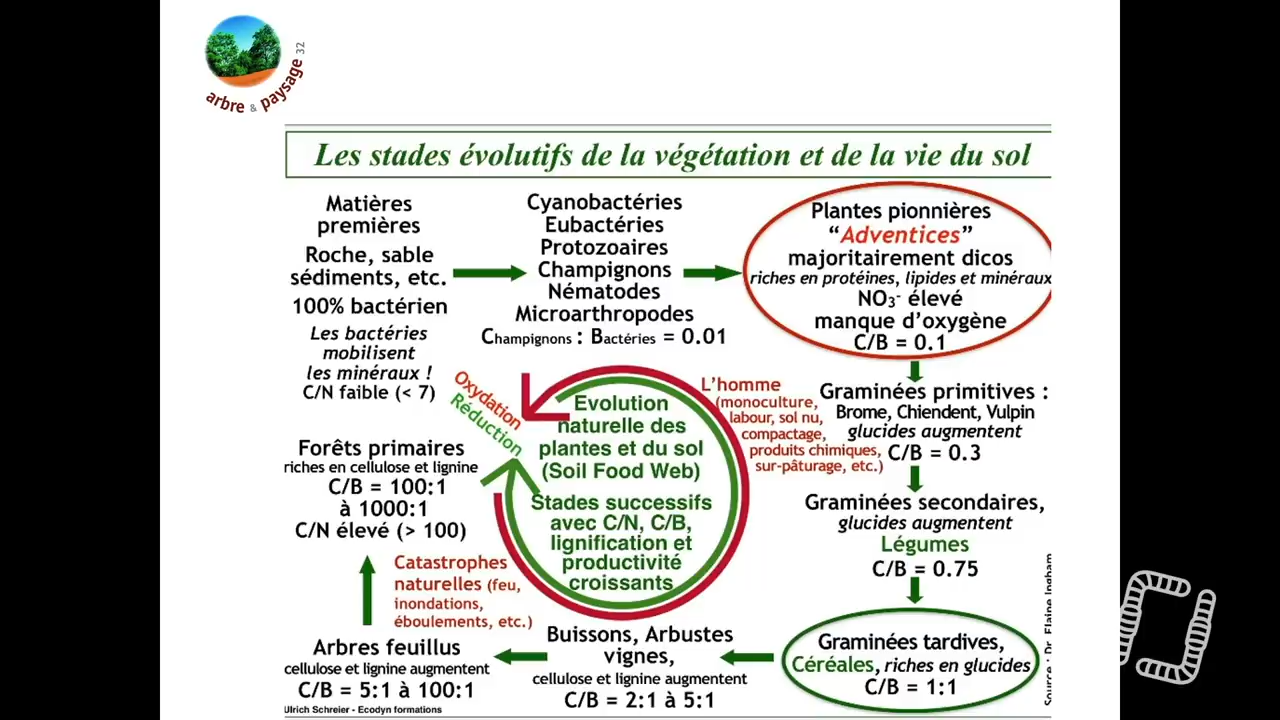 arbre & paysage 32
Les stades évolutifs de la végétation et de la vie du sol
Matières
premières
Roche, sable
sédiments, etc.
100% bactérien
Les bactéries
mobilisent
les minéraux !
C/N faible (< 7)
Cyanobactéries
Eubactéries
Protozoaires
Champignons
Nématodes
Microarthropodes
Champignons : Bactéries = 0.01
Plantes pionnières
“Adventices”
majoritairement dicos
riches en protéines, lipides et minéraux
NO₃⁻ élevé
manque d’oxygène
C/B = 0.1
Graminées primitives :
Brome, Chiendent, Vulpin
glucides augmentent
C/B = 0.3
Graminées secondaires,
glucides augmentent
Légumes
C/B = 0.75
Graminées tardives,
Céréales, riches en glucides
C/B = 1:1
Buissons, Arbustes
vignes,
cellulose et lignine augmentent
C/B = 2:1 à 5:1
Arbres feuillus
cellulose et lignine augmentent
C/B = 5:1 à 100:1
Forêts primaires
riches en cellulose et lignine
C/B = 100:1
à 1000:1
C/N élevé (> 100)
Oxydation
Réduction
Evolution
naturelle des
plantes et du sol
(Soil Food Web)
Stades successifs
avec C/N, C/B,
lignification et
productivité
croissants
L’homme
(monoculture,
labour, sol nu,
compactage,
produits chimiques,
sur-pâturage, etc.)
Catastrophes
naturelles (feu,
inondations,
éboulements, etc.)
Ulrich Schreier - Ecodyn formations
Source: Dr. Elaine Ingham